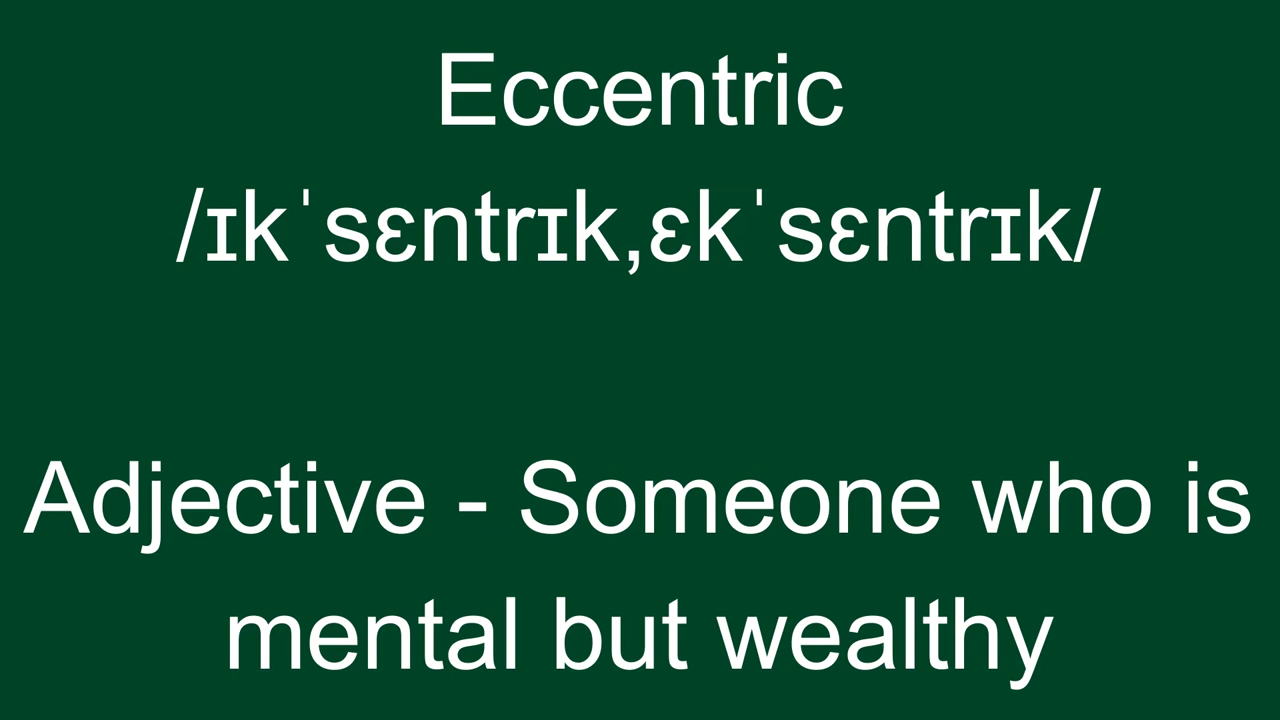 Eccentric
/ɪkˈsɛntrɪk,ɛkˈsɛntrɪk/
Adjective - Someone who is
mental but wealthy